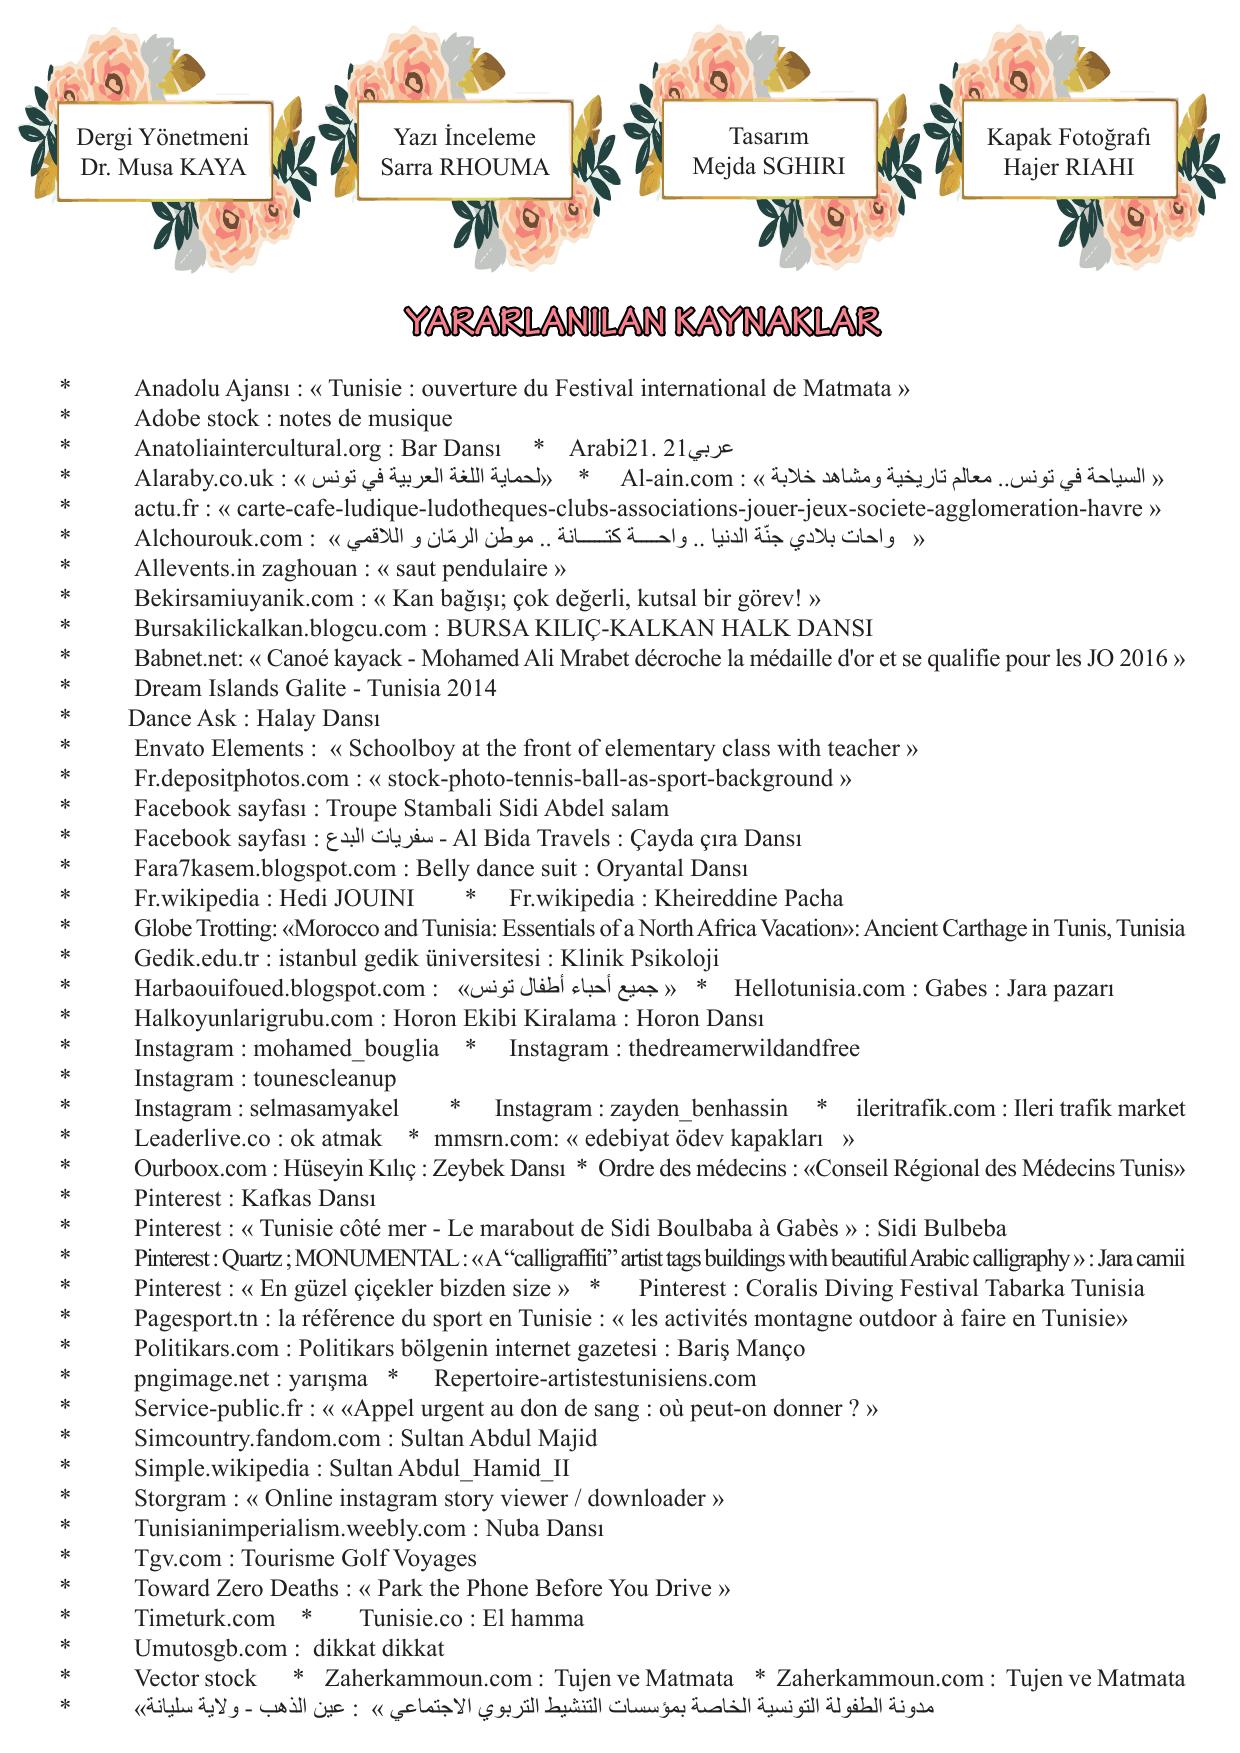 Dergi Yönetmeni
Dr. Musa KAYA
Yazı İnceleme
Sarra RHOUMA
Tasarım
Mejda SGHIRI
Kapak Fotoğrafı
Hajer RIAHI
YARARLANILAN KAYNAKLAR
* Anadolu Ajansı : « Tunisie : ouverture du Festival international de Matmata »
* Adobe stock : notes de musique
* Anatoliaintercultural.org : Bar Dansı * Arabi21. 21عربي
* Alaraby.co.uk : « لحماية اللغة العربية في تونس» * Al-ain.com : « السياحة في تونس.. معالم تاريخية ومشاهد خلابة »
* actu.fr : « carte-cafe-ludique-ludotheques-clubs-associations-jouer-jeux-societe-agglomeration-havre »
* Alchourouk.com : « واحات بلادي جنّة الدنيا .. واحـــــة كتـــــانة .. موطن الرمّان و اللاقمي »
* Allevents.in zaghouan : « saut pendulaire »
* Bekirsamiuyanik.com : « Kan bağışı; çok değerli, kutsal bir görev! »
* Bursakilickalkan.blogcu.com : BURSA KILIÇ-KALKAN HALK DANSI
* Babnet.net: « Canoé kayack - Mohamed Ali Mrabet décroche la médaille d'or et se qualifie pour les JO 2016 »
* Dream Islands Galite - Tunisia 2014
* Dance Ask : Halay Dansı
* Envato Elements : « Schoolboy at the front of elementary class with teacher »
* Fr.depositphotos.com : « stock-photo-tennis-ball-as-sport-background »
* Facebook sayfası : Troupe Stambali Sidi Abdel salam
* Facebook sayfası : سفريات البدع - Al Bida Travels : Çayda çıra Dansı
* Fara7kasem.blogspot.com : Belly dance suit : Oryantal Dansı
* Fr.wikipedia : Hedi JOUINI * Fr.wikipedia : Kheireddine Pacha
* Globe Trotting: «Morocco and Tunisia: Essentials of a North Africa Vacation»: Ancient Carthage in Tunis, Tunisia
* Gedik.edu.tr : istanbul gedik üniversitesi : Klinik Psikoloji
* Harbaouifoued.blogspot.com : «جميع أحباء أطفال تونس » * Hellotunisia.com : Gabes : Jara pazarı
* Halkoyunlarigrubu.com : Horon Ekibi Kiralama : Horon Dansı
* Instagram : mohamed_bouglia * Instagram : thedreamerwildandfree
* Instagram : tounescleanup
* Instagram : selmasamyakel * Instagram : zayden_benhassin * ileritrafik.com : Ileri trafik market
* Leaderlive.co : ok atmak * mmsrn.com: « edebiyat ödev kapakları »
* Ourboox.com : Hüseyin Kılıç : Zeybek Dansı * Ordre des médecins : «Conseil Régional des Médecins Tunis»
* Pinterest : Kafkas Dansı
* Pinterest : « Tunisie côté mer - Le marabout de Sidi Boulbaba à Gabès » : Sidi Bulbeba
* Pinterest : Quartz ; MONUMENTAL : « A “calligraffiti” artist tags buildings with beautiful Arabic calligraphy » : Jara camii
* Pinterest : « En güzel çiçekler bizden size » * Pinterest : Coralis Diving Festival Tabarka Tunisia
* Pagesport.tn : la référence du sport en Tunisie : « les activités montagne outdoor à faire en Tunisie»
* Politikars.com : Politikars bölgenin internet gazetesi : Bariş Manço
* pngimage.net : yarışma * Repertoire-artistestunisiens.com
* Service-public.fr : « «Appel urgent au don de sang : où peut-on donner ? »
* Simcountry.fandom.com : Sultan Abdul Majid
* Simple.wikipedia : Sultan Abdul_Hamid_II
* Storgram : « Online instagram story viewer / downloader »
* Tunisianimperialism.weebly.com : Nuba Dansı
* Tgv.com : Tourisme Golf Voyages
* Toward Zero Deaths : « Park the Phone Before You Drive »
* Timeturk.com * Tunisie.co : El hamma
* Umutosgb.com : dikkat dikkat
* Vector stock * Zaherkammoun.com : Tujen ve Matmata * Zaherkammoun.com : Tujen ve Matmata
* مدونة الطفولة التونسية الخاصة بمؤسسات التنشيط التربوي الاجتماعي » : عين الذهب - ولاية سليانة»